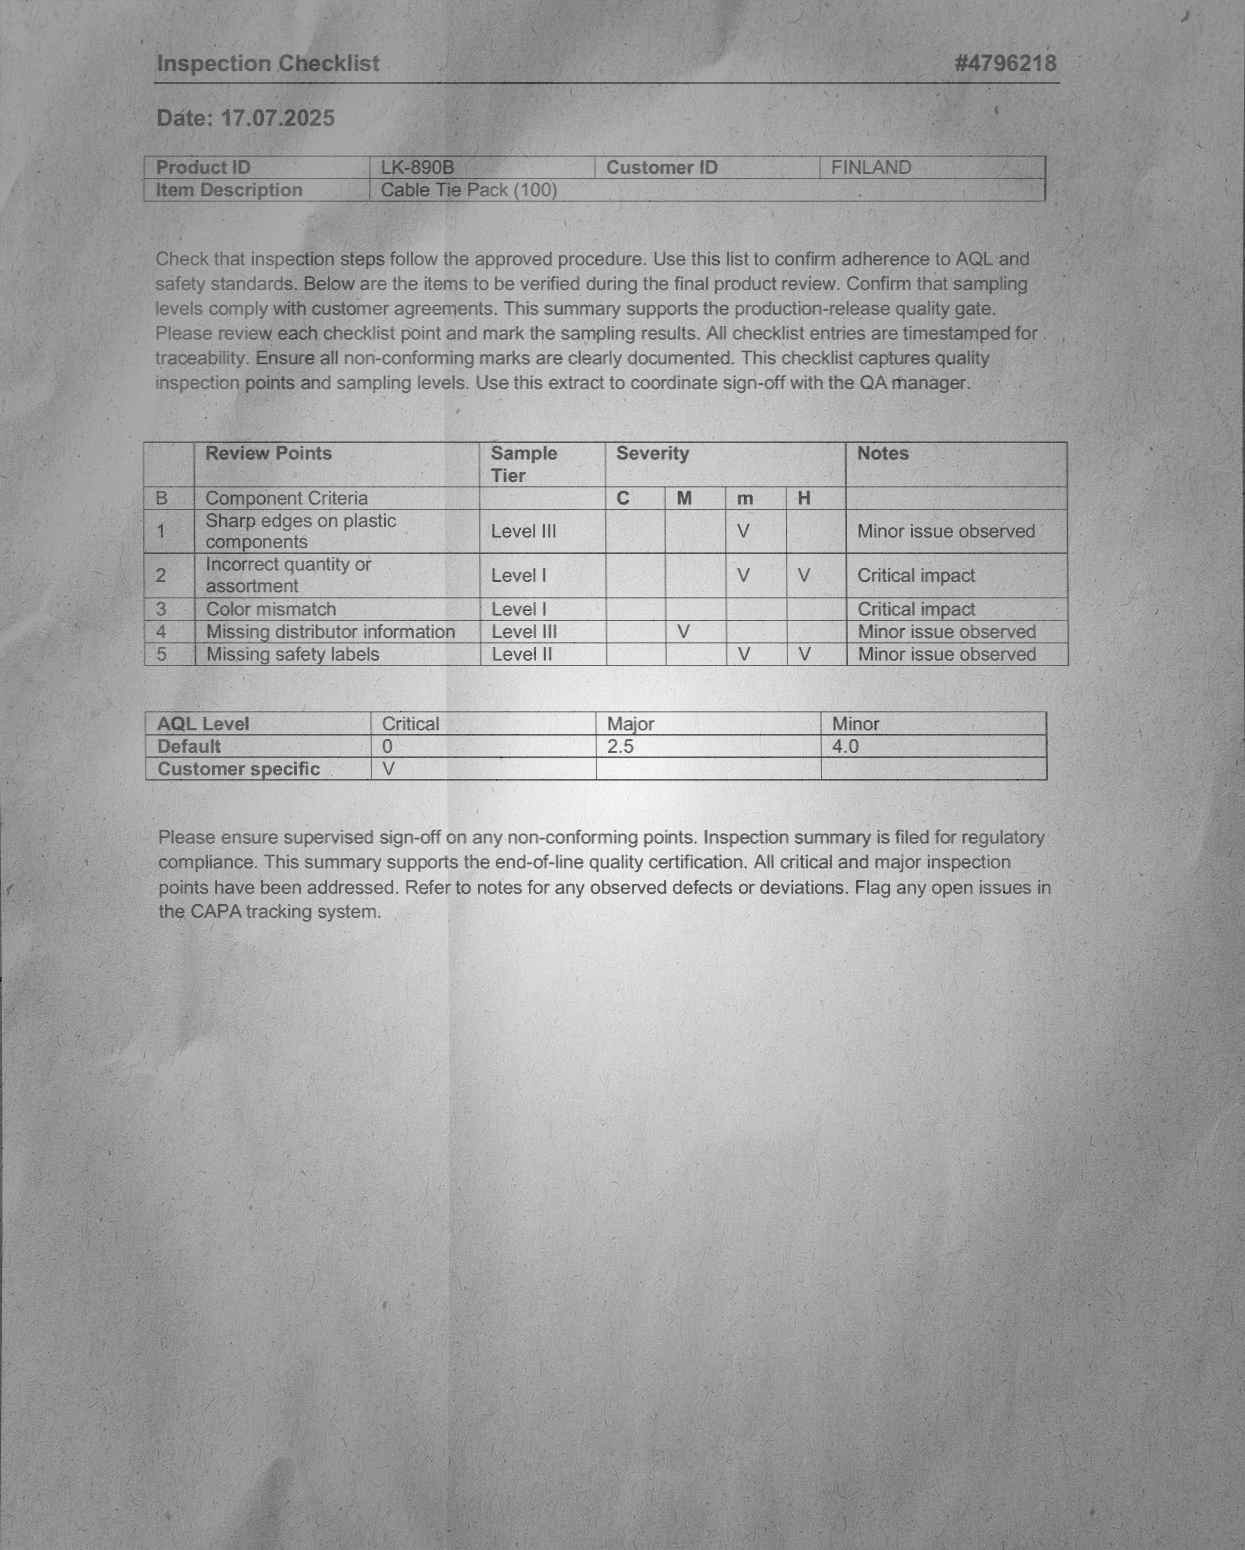 Inspection Checklist #4796218
Date: 17.07.2025
Product ID LK-890B Customer ID FINLAND
Item Description Cable Tie Pack (100)
Check that inspection steps follow the approved procedure. Use this list to confirm adherence to AQL and
safety standards. Below are the items to be verified during the final product review. Confirm that sampling
levels comply with customer agreements. This summary supports the production-release quality gate.
Please review each checklist point and mark the sampling results. All checklist entries are timestamped for
traceability. Ensure all non-conforming marks are clearly documented. This checklist captures quality
inspection points and sampling levels. Use this extract to coordinate sign-off with the QA manager.
Review Points Sample Severity Notes
Tier
B Component Criteria C M m H
Sharp edges on plastic
1 Level III V Minor issue observed
components
Incorrect quantity or
2 Level I V V Critical impact
assortment
3 Color mismatch Level I Critical impact
4 Missing distributor information Level III V Minor issue observed
5 Missing safety labels Level II V V Minor issue observed
AQL Level Critical Major Minor
Default 0 2.5 4.0
Customer specific V
Please ensure supervised sign-off on any non-conforming points. Inspection summary is filed for regulatory
compliance. This summary supports the end-of-line quality certification. All critical and major inspection
points have been addressed. Refer to notes for any observed defects or deviations. Flag any open issues in
the CAPA tracking system.